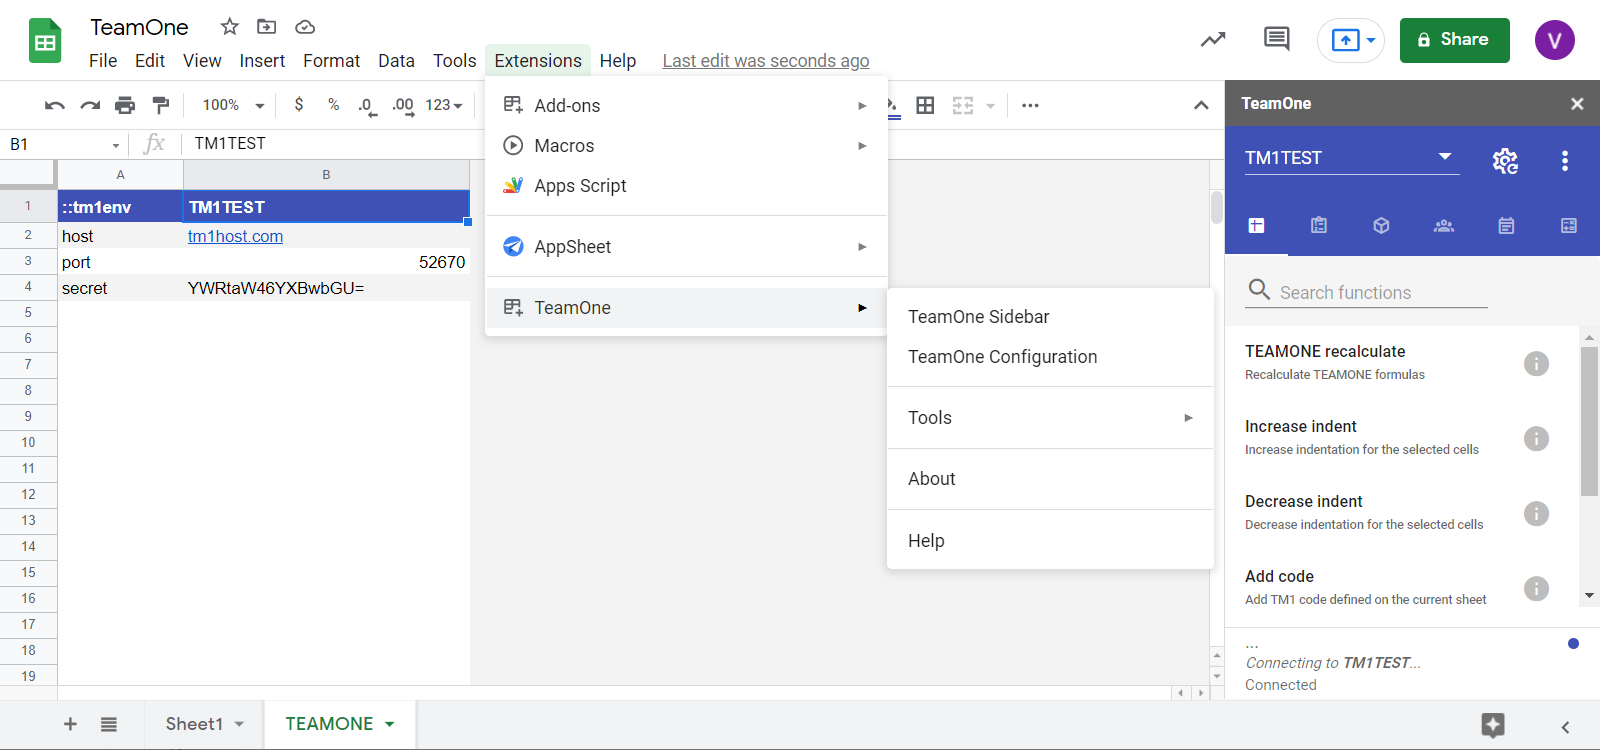 TeamOne
File Edit View Insert Format Data Tools Extensions Help Last edit was seconds ago
Share
V
100% $ % .0 .00 123
B1 fx TM1TEST
A B
1 ::tm1env TM1TEST
2 host tm1host.com
3 port 52670
4 secret YWRtaW46YXBwbGU=
5
6
7
8
9
10
11
12
13
14
15
16
17
18
19
Add-ons
Macros
Apps Script
AppSheet
TeamOne
TeamOne Sidebar
TeamOne Configuration
Tools
About
Help
TeamOne
TM1TEST
Search functions
TEAMONE recalculate
Recalculate TEAMONE formulas
Increase indent
Increase indentation for the selected cells
Decrease indent
Decrease indentation for the selected cells
Add code
Add TM1 code defined on the current sheet
...
Connecting to TM1TEST...
Connected
Sheet1 TEAMONE